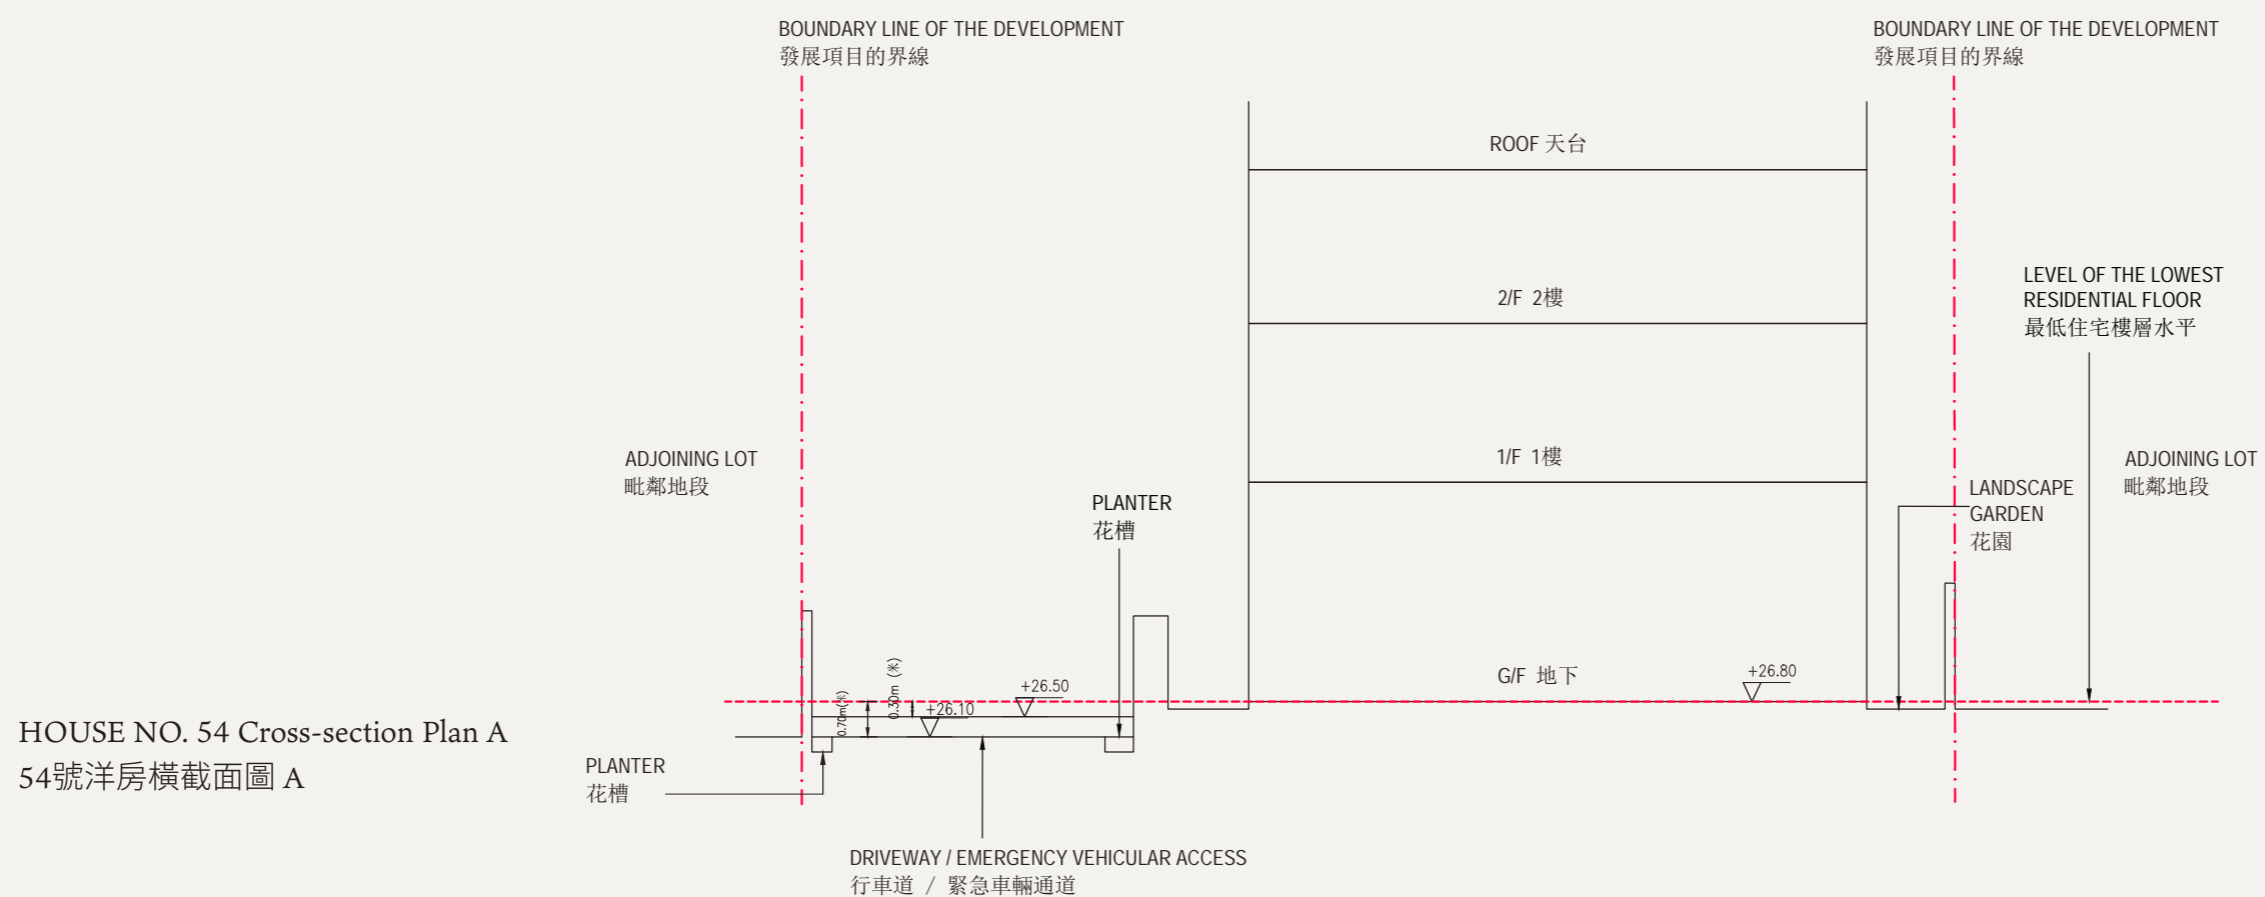 BOUNDARY LINE OF THE DEVELOPMENT
發展項目的界線
BOUNDARY LINE OF THE DEVELOPMENT
發展項目的界線
ROOF 天台
2/F 2樓
LEVEL OF THE LOWEST
RESIDENTIAL FLOOR
最低住宅樓層水平
1/F 1樓
ADJOINING LOT
毗鄰地段
PLANTER
花槽
LANDSCAPE
GARDEN
花園
ADJOINING LOT
毗鄰地段
G/F 地下
+26.80
+26.50
+26.10
0.70m(米)
0.30m (米)
HOUSE NO. 54 Cross-section Plan A
54號洋房橫截面圖 A
PLANTER
花槽
DRIVEWAY / EMERGENCY VEHICULAR ACCESS
行車道 / 緊急車輛通道